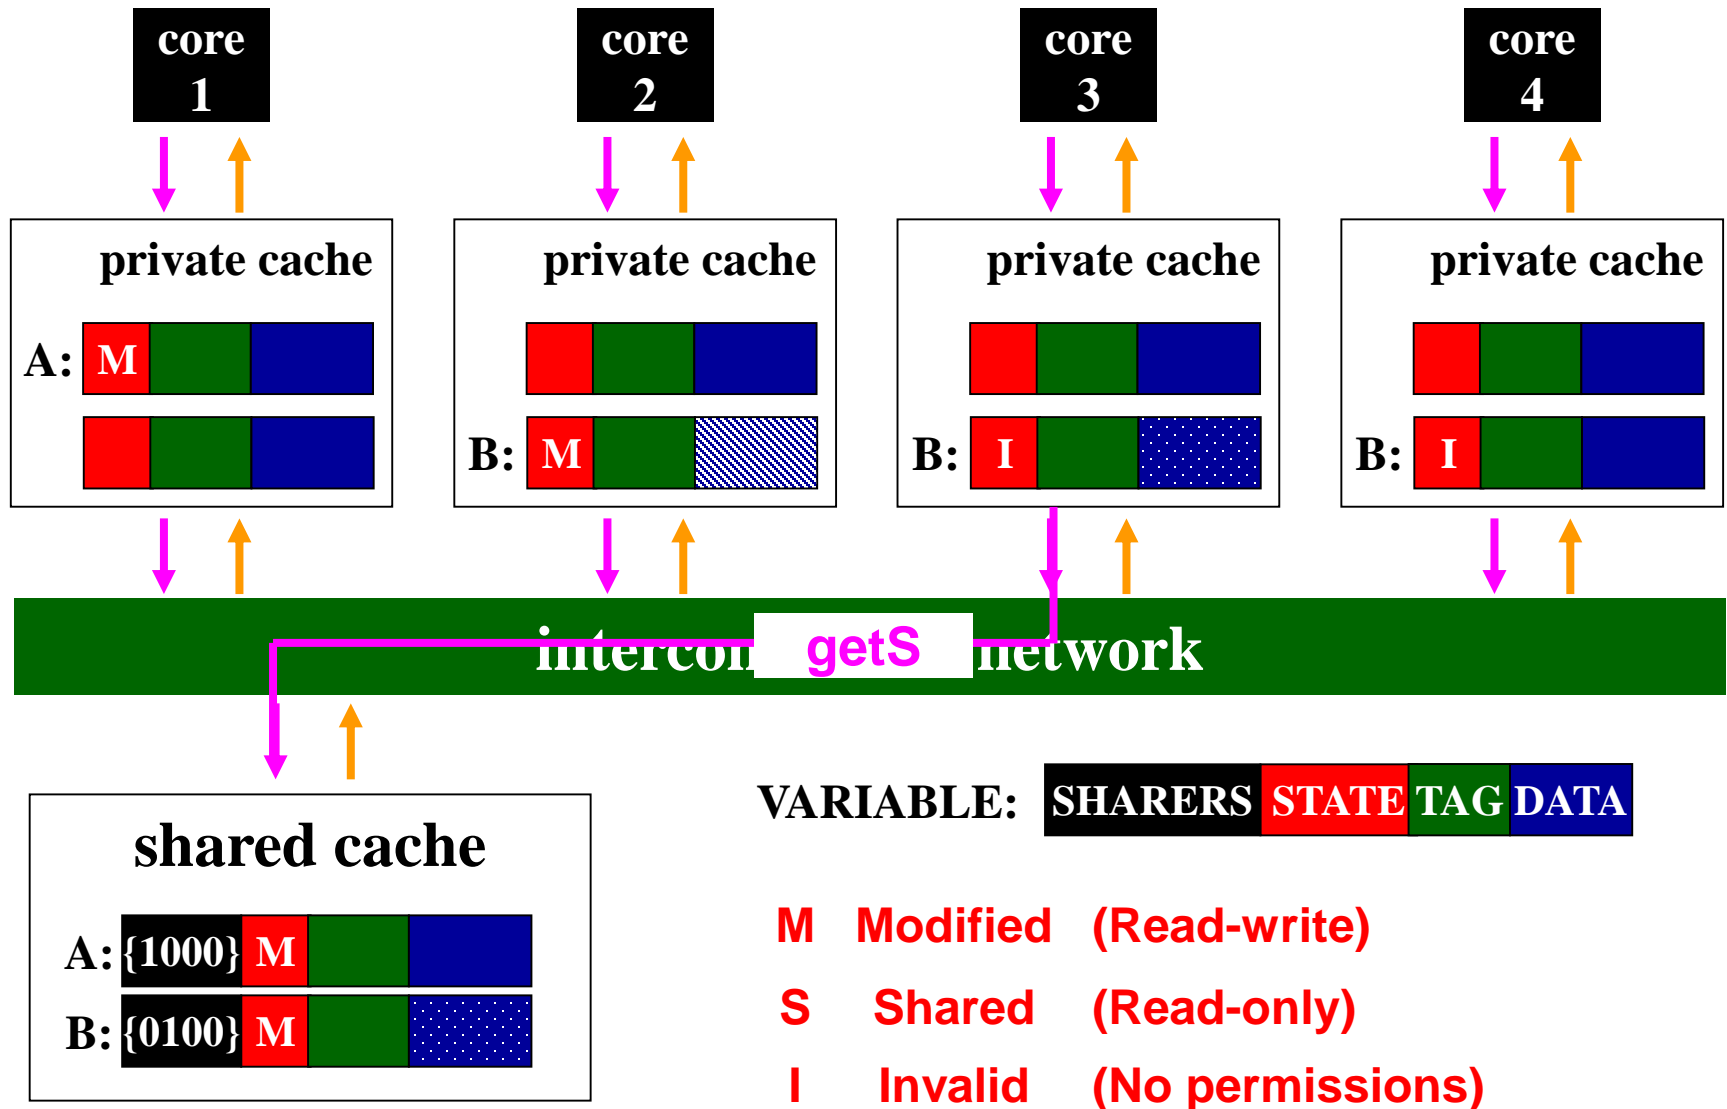 core
1
core
2
core
3
core
4
private cache
private cache
private cache
private cache
A: M
B: M
B: I
B: I
getS
network
VARIABLE: SHARERS STATE TAG DATA
shared cache
A: {1000} M
B: {0100} M
M Modified (Read-write)
S Shared (Read-only)
I Invalid (No permissions)